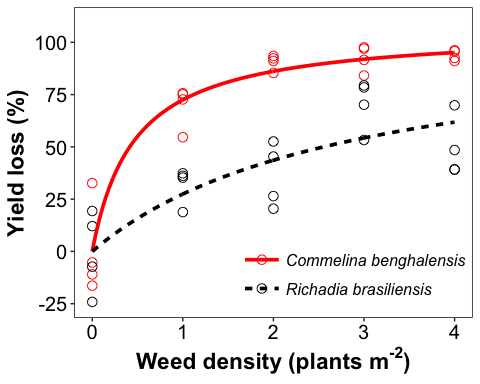 Yield loss (%)
100
75
50
25
0
-25
0 1 2 3 4
Weed density (plants m-2)
Commelina benghalensis
Richadia brasiliensis